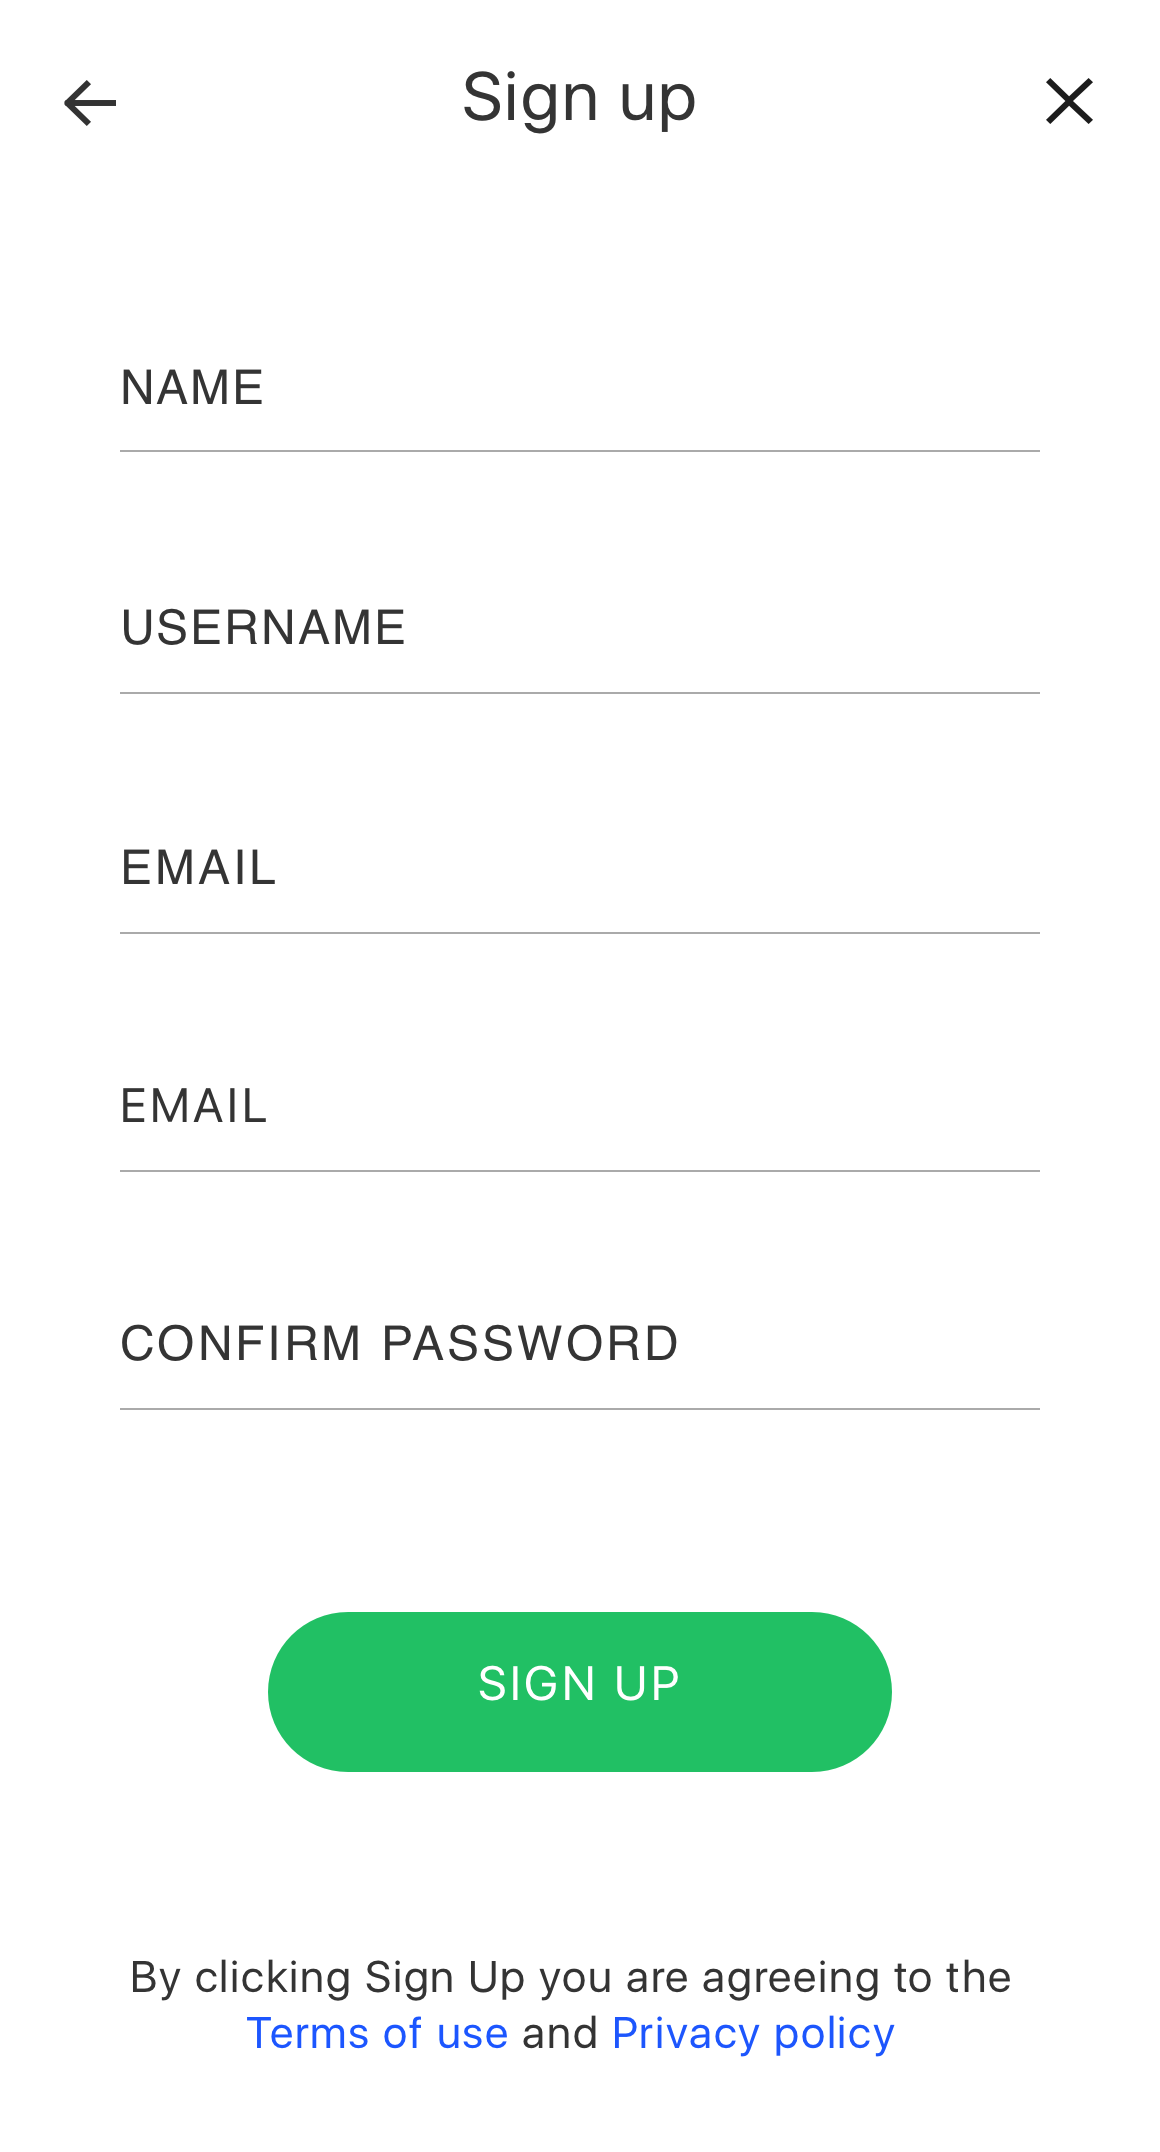 Sign up
NAME
USERNAME
EMAIL
EMAIL
CONFIRM PASSWORD
SIGN UP
By clicking Sign Up you are agreeing to the
Terms of use and Privacy policy